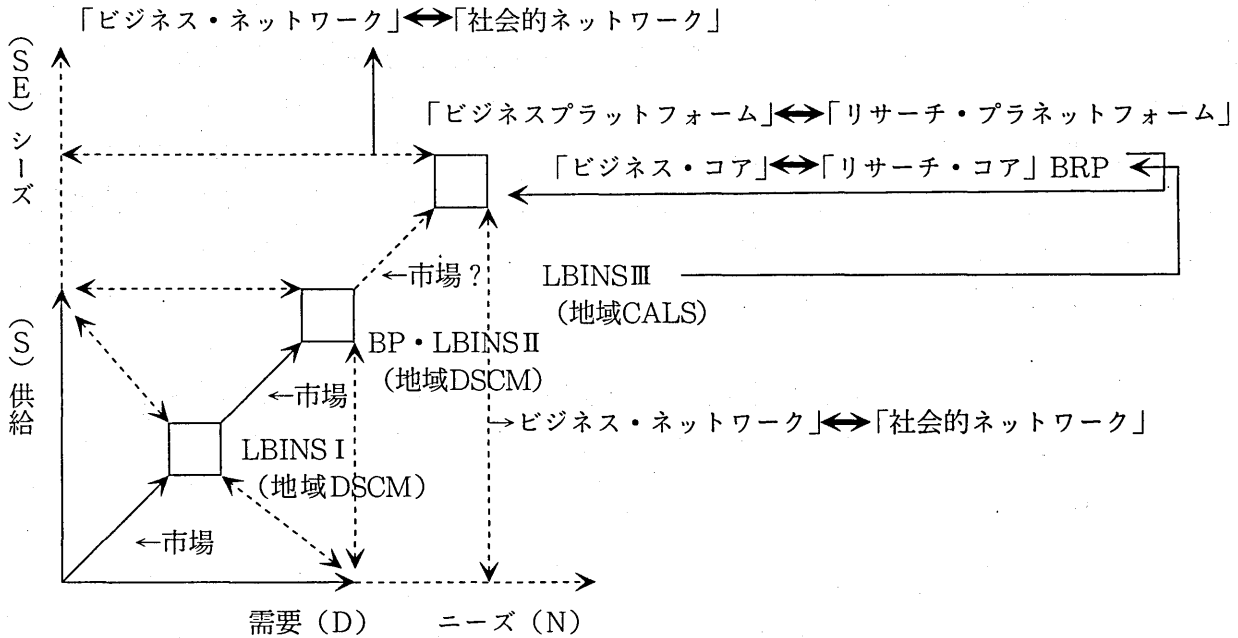 「ビジネス・ネットワーク」⟷「社会的ネットワーク」
(SE)シーズ
「ビジネスプラットフォーム」⟷「リサーチ・プラネットフォーム」
「ビジネス・コア」⟷「リサーチ・コア」BRP
←市場?
LBINSⅢ
(地域CALS)
(S)供給
BP・LBINSⅡ
(地域DSCM)
←市場
→ビジネス・ネットワーク」⟷「社会的ネットワーク」
LBINSⅠ
(地域DSCM)
←市場
需要(D)
ニーズ(N)